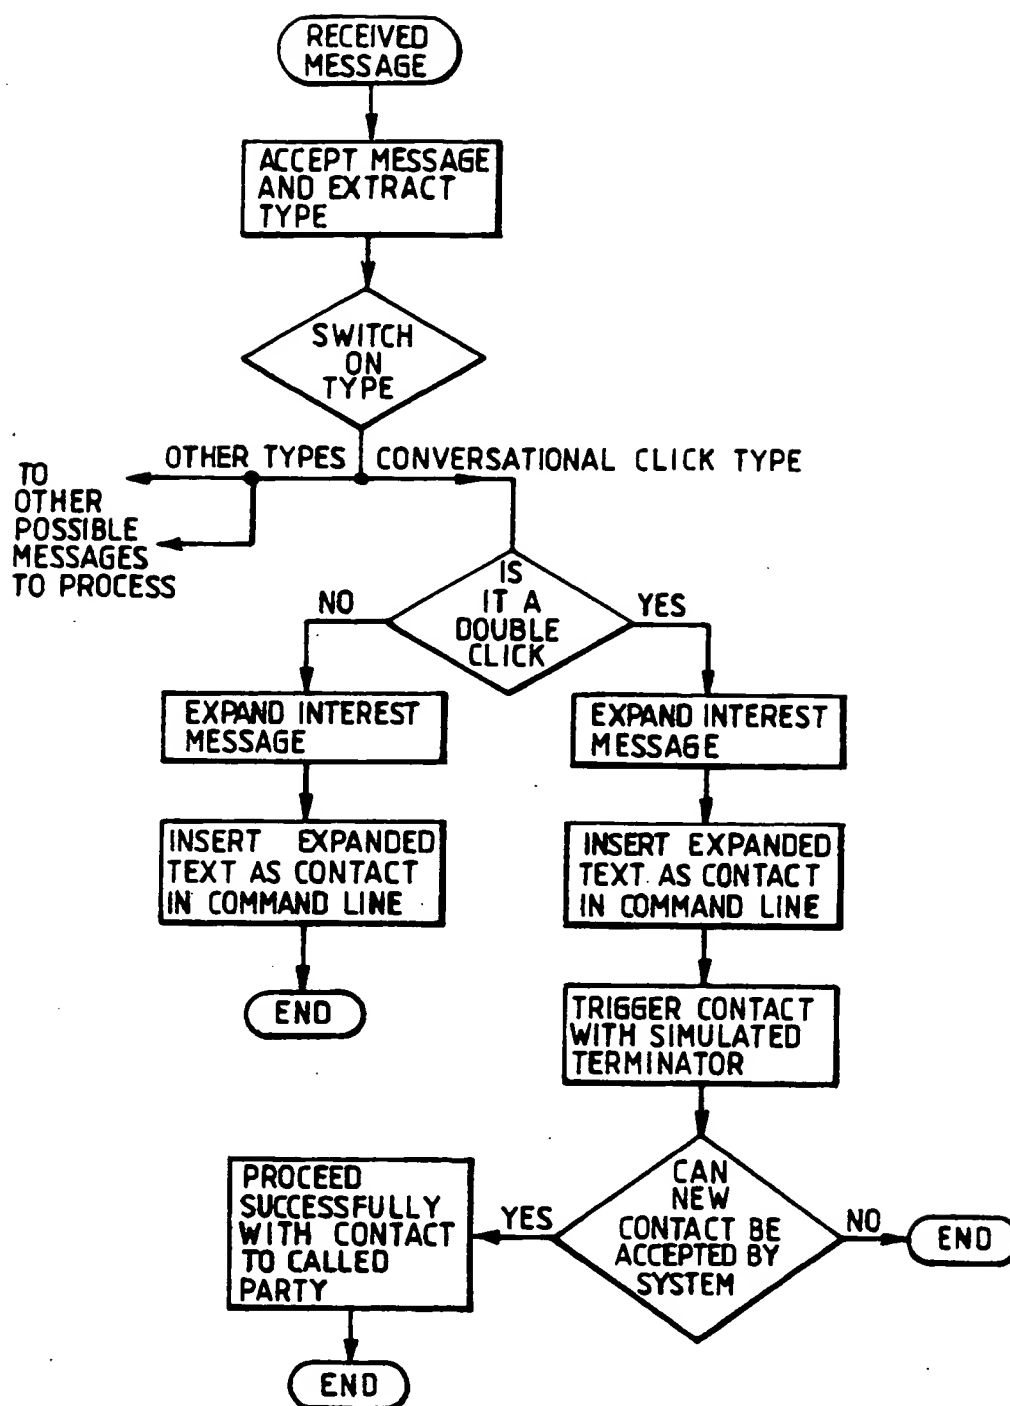 RECEIVED
MESSAGE
ACCEPT MESSAGE
AND EXTRACT
TYPE
SWITCH
ON
TYPE
OTHER TYPES
CONVERSATIONAL CLICK TYPE
TO
OTHER
POSSIBLE
MESSAGES
TO PROCESS
IS
IT A
DOUBLE
CLICK
NO
YES
EXPAND INTEREST
MESSAGE
EXPAND INTEREST
MESSAGE
INSERT EXPANDED
TEXT AS CONTACT
IN COMMAND LINE
INSERT EXPANDED
TEXT AS CONTACT
IN COMMAND LINE
END
TRIGGER CONTACT
WITH SIMULATED
TERMINATOR
CAN
NEW
CONTACT BE
ACCEPTED BY
SYSTEM
YES
NO
PROCEED
SUCCESSFULLY
WITH CONTACT
TO CALLED
PARTY
END
END